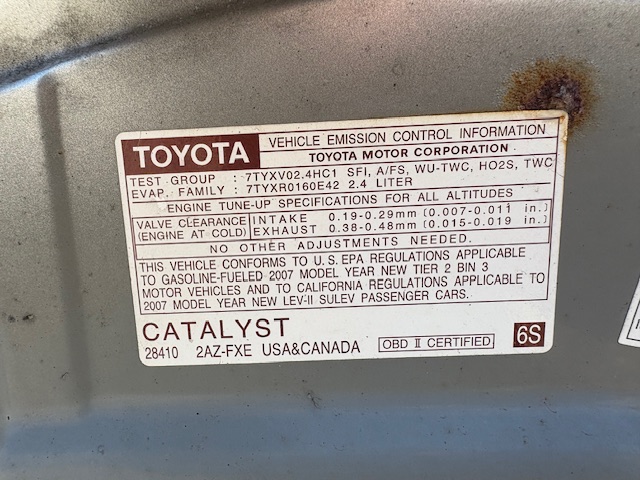 TOYOTA VEHICLE EMISSION CONTROL INFORMATION
TOYOTA MOTOR CORPORATION
TEST GROUP : 7TYXV02.4HC1 SFI, A/FS, WU-TWC, HO2S, TWC
EVAP. FAMILY : 7TYXR0160E42 2.4 LITER
ENGINE TUNE-UP SPECIFICATIONS FOR ALL ALTITUDES
VALVE CLEARANCE INTAKE 0.19-0.29mm (0.007-0.011 in.)
(ENGINE AT COLD) EXHAUST 0.38-0.48mm (0.015-0.019 in.)
NO OTHER ADJUSTMENTS NEEDED.
THIS VEHICLE CONFORMS TO U.S. EPA REGULATIONS APPLICABLE
TO GASOLINE-FUELED 2007 MODEL YEAR NEW TIER 2 BIN 3
MOTOR VEHICLES AND TO CALIFORNIA REGULATIONS APPLICABLE TO
2007 MODEL YEAR NEW LEV-II SULEV PASSENGER CARS.
CATALYST
28410 2AZ-FXE USA&CANADA OBD II CERTIFIED 6S